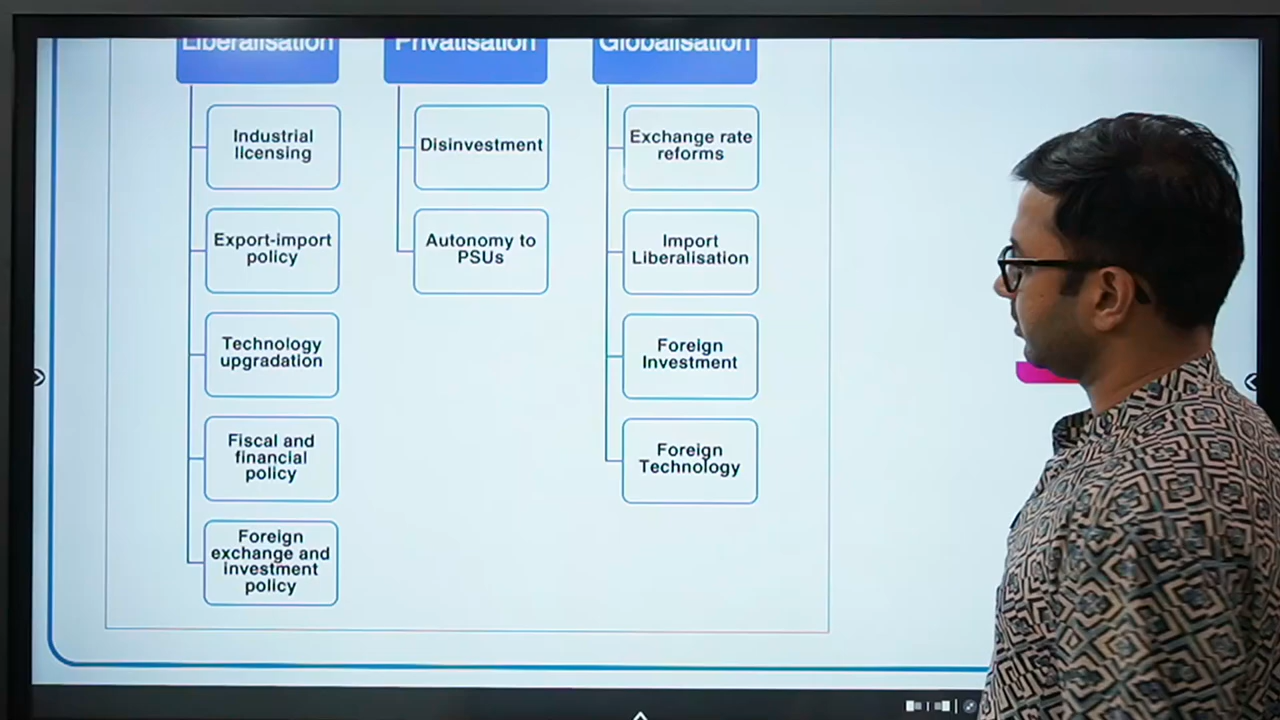 Liberalisation
Privatisation
Globalisation
Industrial
licensing
Export-import
policy
Technology
upgradation
Fiscal and
financial
policy
Foreign
exchange and
investment
policy
Disinvestment
Autonomy to
PSUs
Exchange rate
reforms
Import
Liberalisation
Foreign
Investment
Foreign
Technology